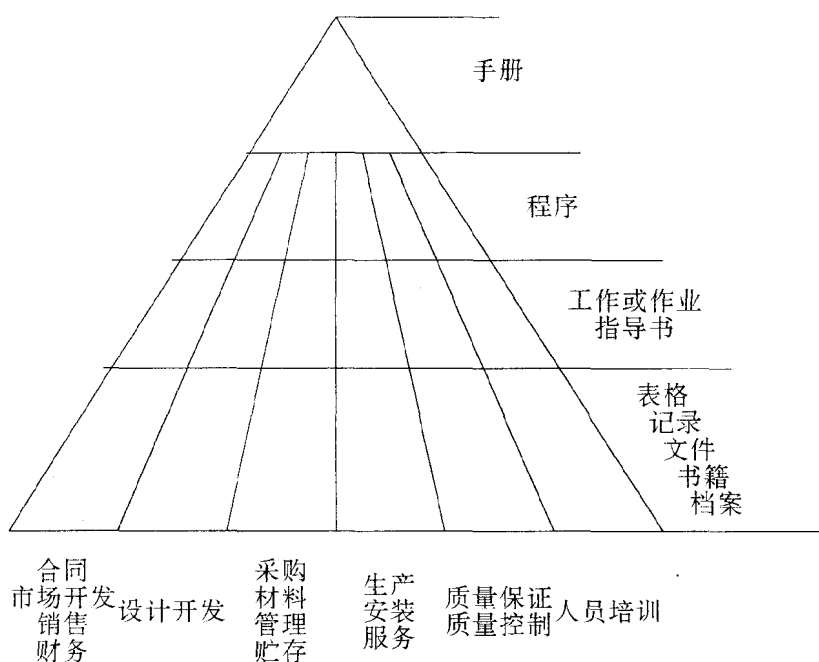 手册
程序
工作或作业
指导书
表格
记录
文件
书籍
档案
合同
市场开发
销售
财务
设计开发
采购
材料
管理
贮存
生产
安装
服务
质量保证
质量控制
人员培训